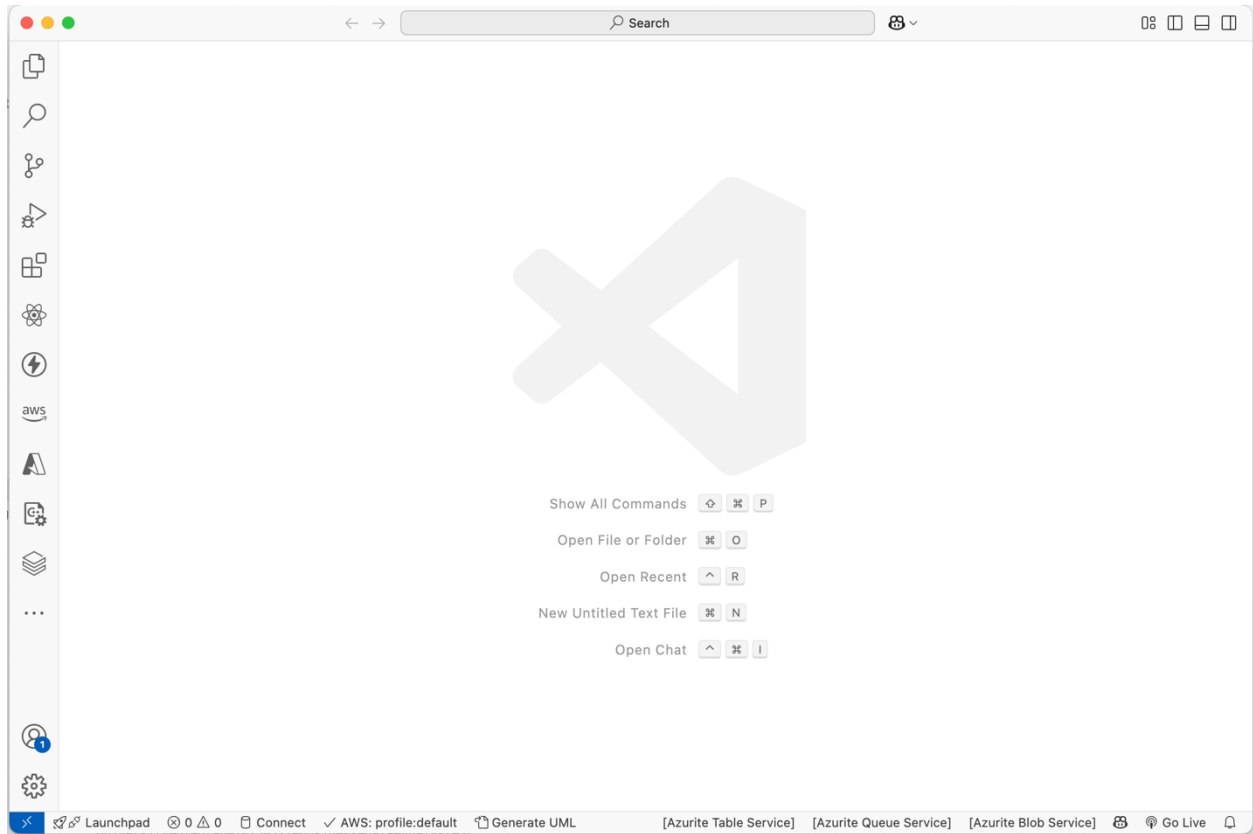 Search
aws
Show All Commands ⇧ ⌘ P
Open File or Folder ⌘ O
Open Recent ^ R
New Untitled Text File ⌘ N
Open Chat ^ ⌘ I
1
Launchpad 0 0 Connect AWS: profile:default Generate UML [Azurite Table Service] [Azurite Queue Service] [Azurite Blob Service] Go Live